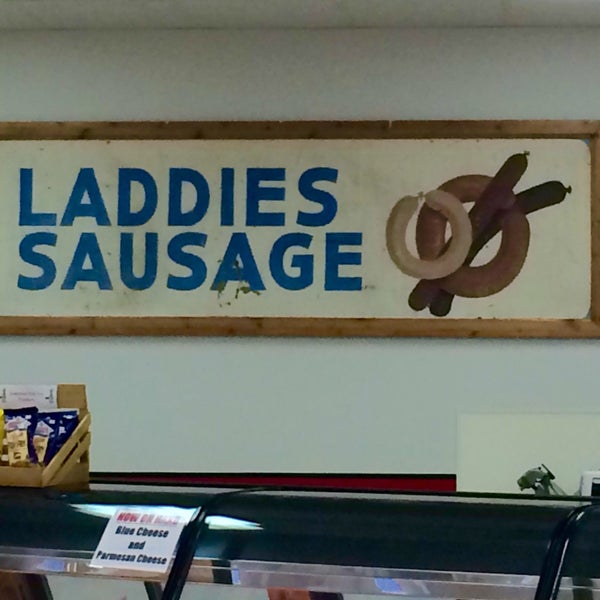 LADDIES
SAUSAGE
NOW ON HAND
Blue Cheese
and
Parmesan Cheese